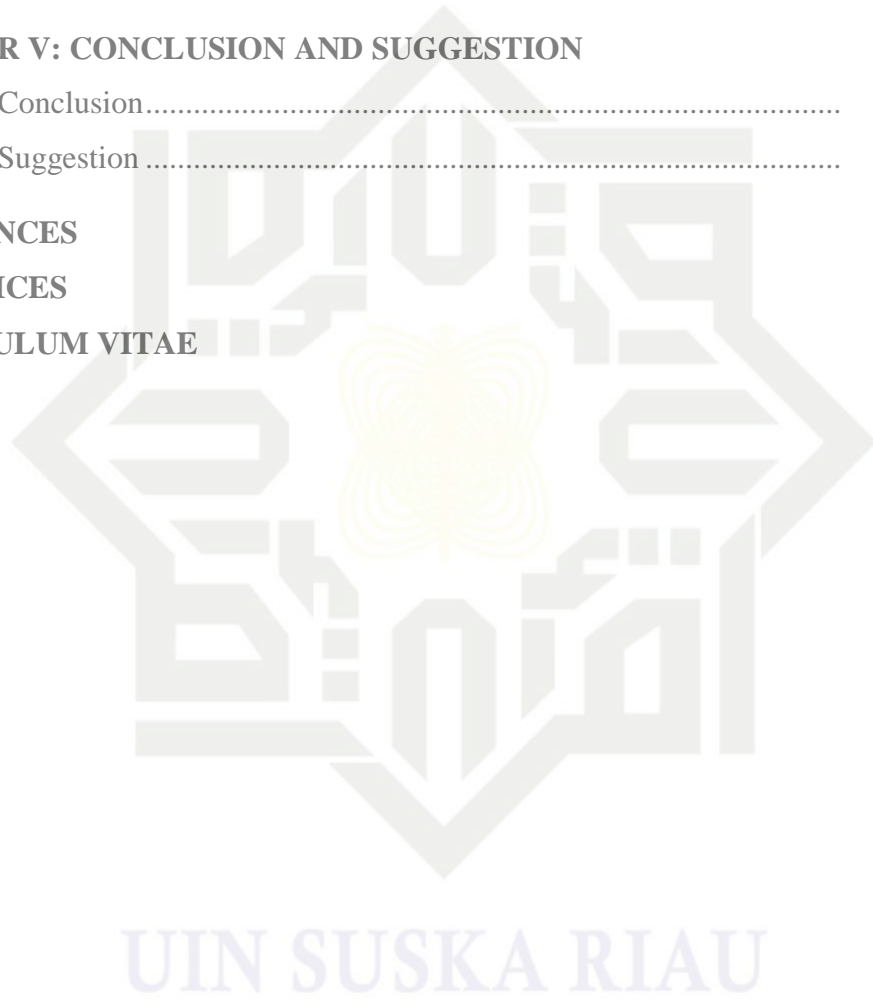 R V: CONCLUSION AND SUGGESTION
Conclusion.......................................................................................
Suggestion .......................................................................................
NCES
ICES
ULUM VITAE
UIN SUSKA RIAU